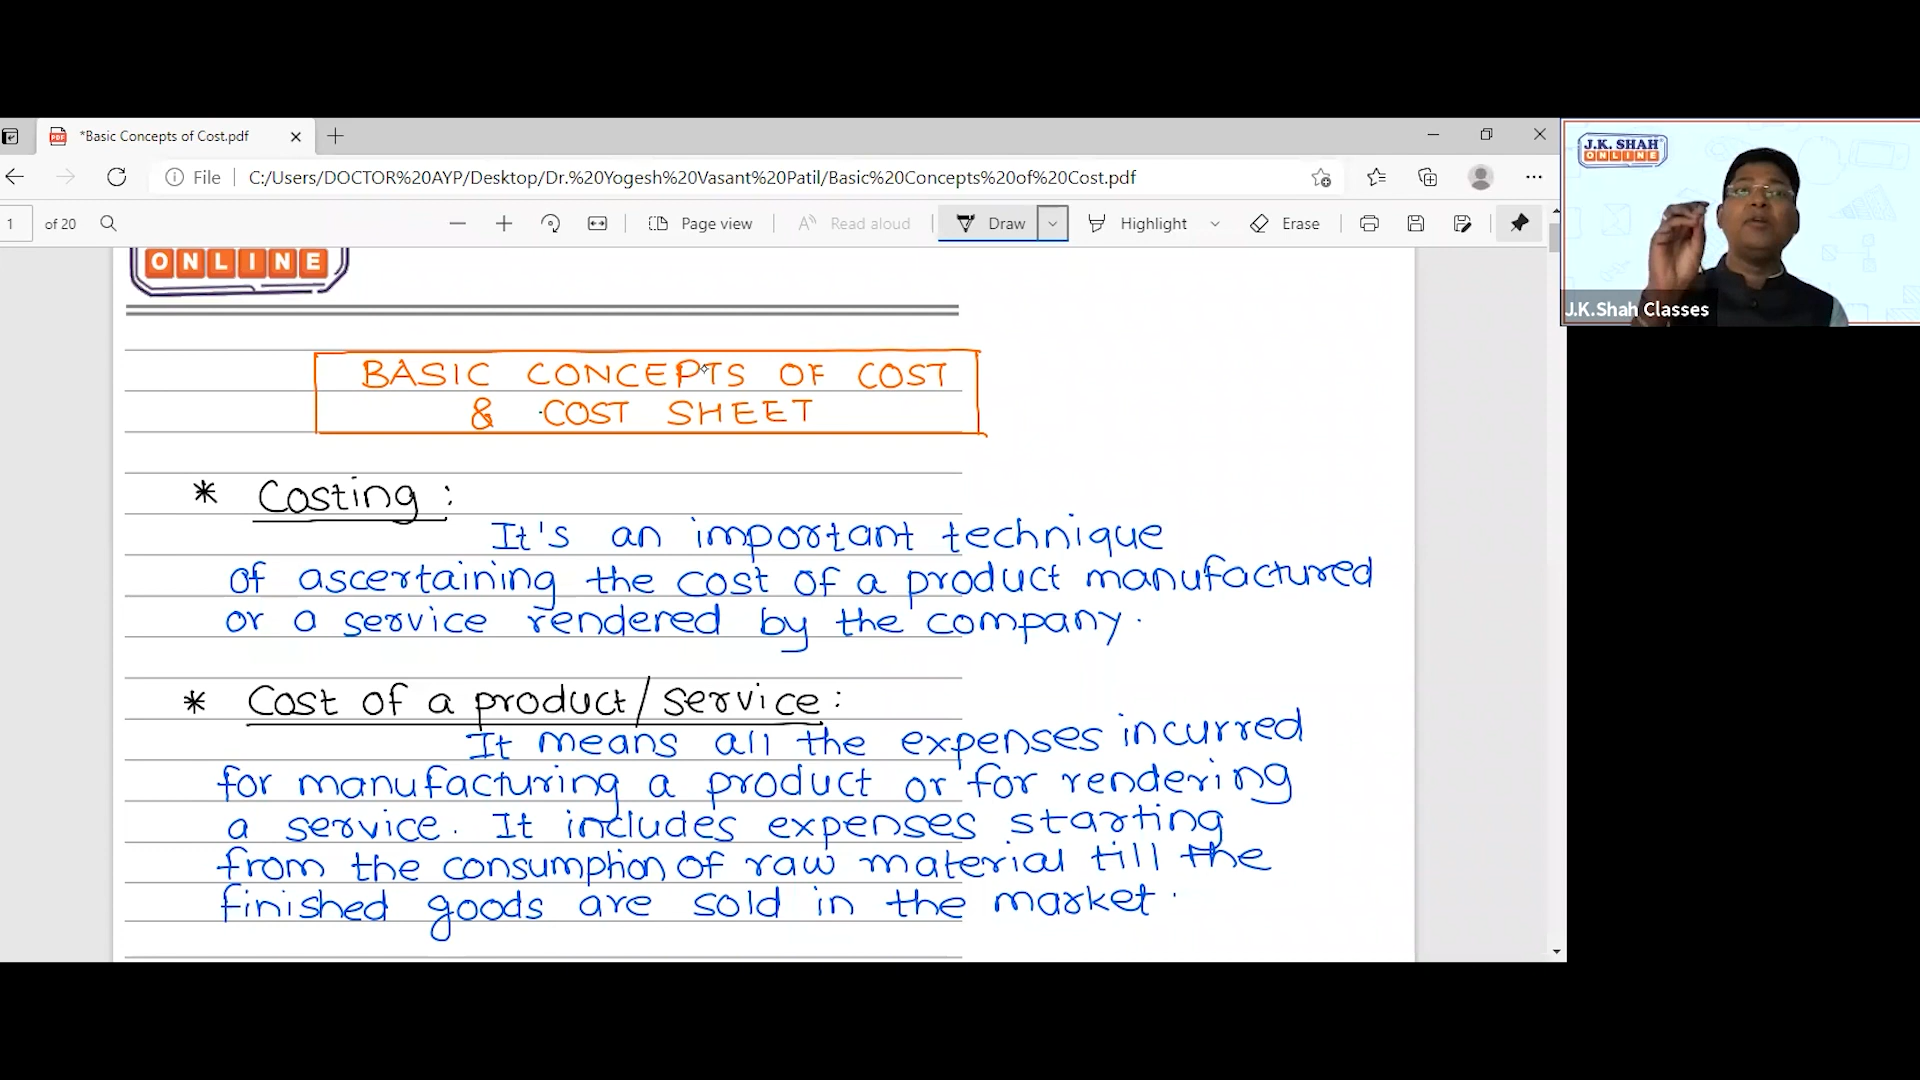 *Basic Concepts of Cost.pdf
File C:/Users/DOCTOR%20AYP/Desktop/Dr.%20Yogesh%20Vasant%20Patil/Basic%20Concepts%20of%20Cost.pdf
1 of 20 Page view Read aloud Draw Highlight Erase
J.K. SHAH
ONLINE
J.K.Shah Classes
ONLINE
BASIC CONCEPTS OF COST
& COST SHEET
* Costing :
It's an important technique
of ascertaining the cost of a product manufactured
or a service rendered by the company.
* Cost of a product/service :
It means all the expenses incurred
for manufacturing a product or for rendering
a service. It includes expenses starting
from the consumption of raw material till the
finished goods are sold in the market.